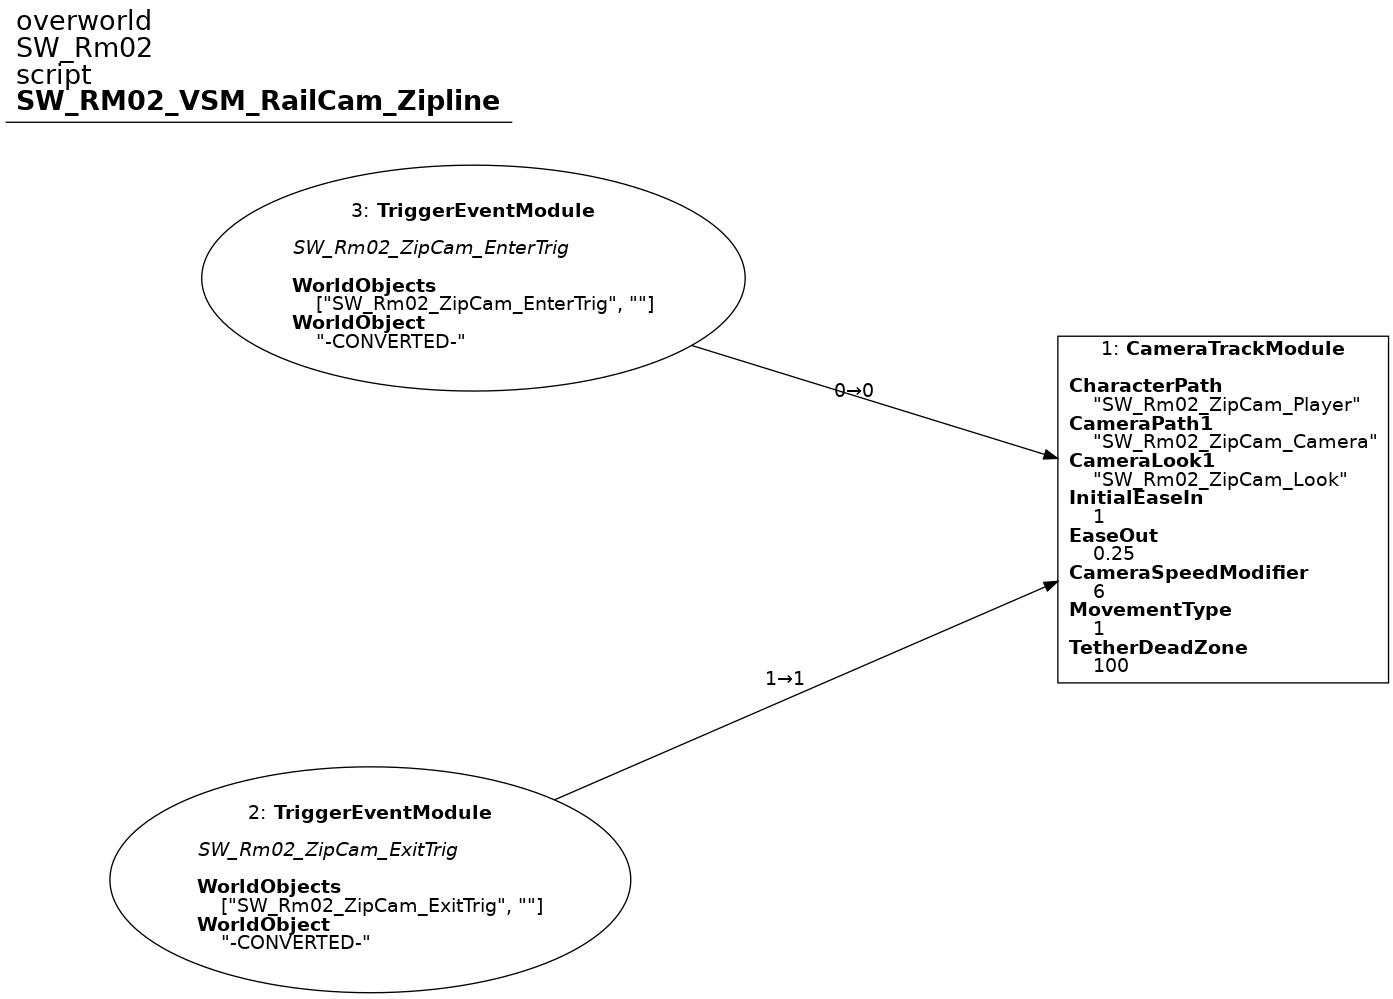 overworld
SW_Rm02
script
SW_RM02_VSM_RailCam_Zipline
3: TriggerEventModule
SW_Rm02_ZipCam_EnterTrig
WorldObjects
["SW_Rm02_ZipCam_EnterTrig", ""]
WorldObject
"-CONVERTED-"
0→0
1: CameraTrackModule
CharacterPath
"SW_Rm02_ZipCam_Player"
CameraPath1
"SW_Rm02_ZipCam_Camera"
CameraLook1
"SW_Rm02_ZipCam_Look"
InitialEaseIn
1
EaseOut
0.25
CameraSpeedModifier
6
MovementType
1
TetherDeadZone
100
1→1
2: TriggerEventModule
SW_Rm02_ZipCam_ExitTrig
WorldObjects
["SW_Rm02_ZipCam_ExitTrig", ""]
WorldObject
"-CONVERTED-"